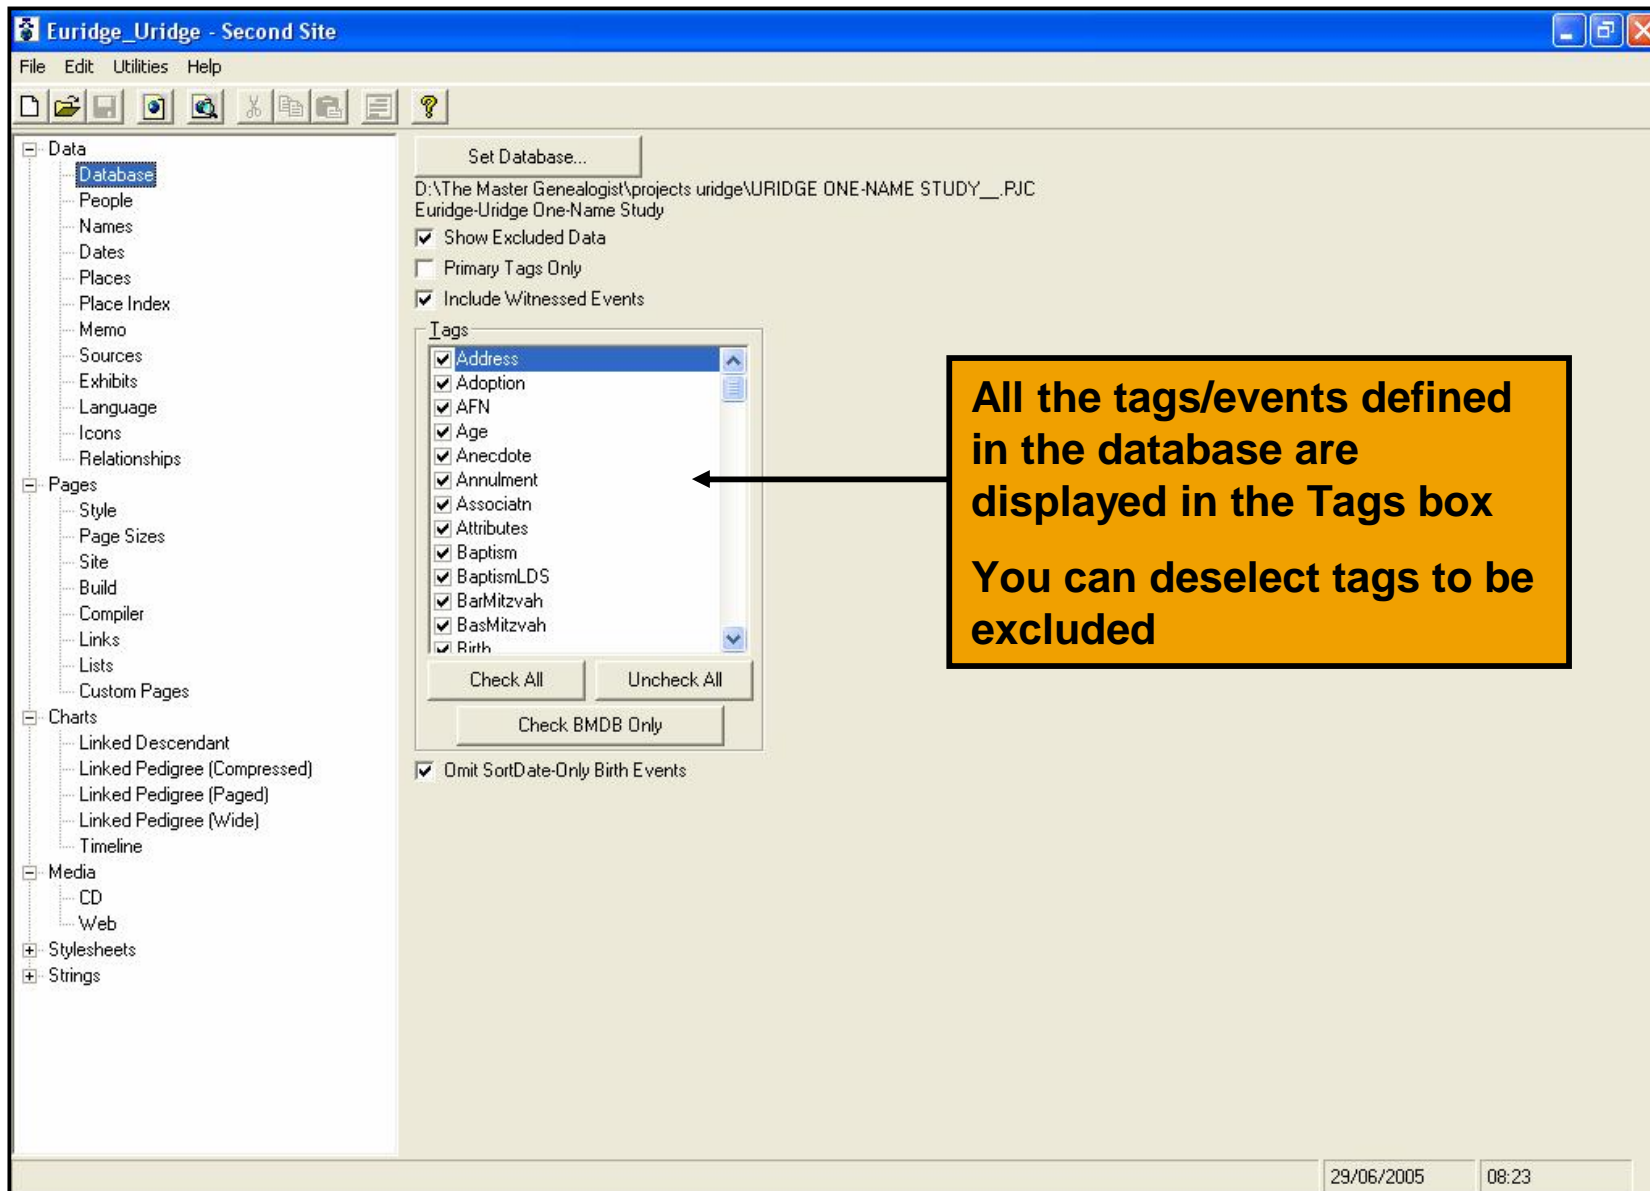 Euridge_Uridge - Second Site
File Edit Utilities Help
Data
Database
People
Names
Dates
Places
Place Index
Memo
Sources
Exhibits
Language
Icons
Relationships
Pages
Style
Page Sizes
Site
Build
Compiler
Links
Lists
Custom Pages
Charts
Linked Descendant
Linked Pedigree (Compressed)
Linked Pedigree (Paged)
Linked Pedigree (Wide)
Timeline
Media
CD
Web
Stylesheets
Strings
Set Database...
D:\The Master Genealogist\projects uridge\URIDGE ONE-NAME STUDY__.PJC
Euridge-Uridge One-Name Study
Show Excluded Data
Primary Tags Only
Include Witnessed Events
Tags
Address
Adoption
AFN
Age
Anecdote
Annulment
Associatn
Attributes
Baptism
BaptismLDS
BarMitzvah
BasMitzvah
Birth
Check All Uncheck All
Check BMDB Only
Omit SortDate-Only Birth Events
All the tags/events defined
in the database are
displayed in the Tags box
You can deselect tags to be
excluded
29/06/2005 08:23